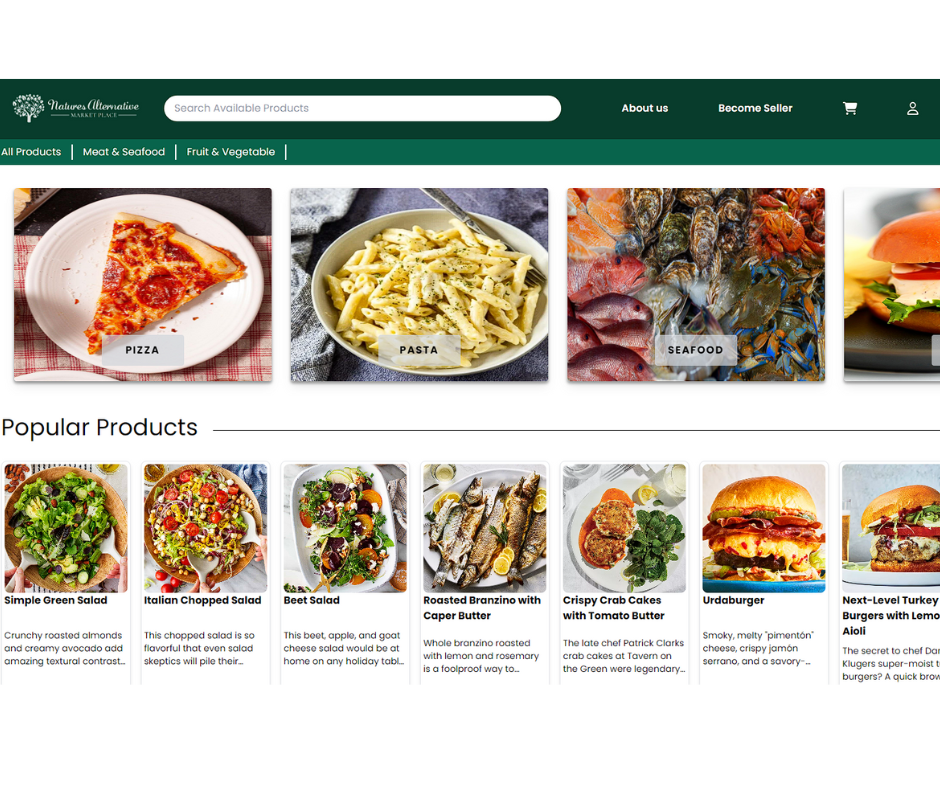 Natures Alternative
MARKET PLACE
Search Available Products
About us
Become Seller
All Products
Meat & Seafood
Fruit & Vegetable
PIZZA
PASTA
SEAFOOD
Popular Products
Simple Green Salad
Crunchy roasted almonds
and creamy avocado add
amazing textural contrast...
Italian Chopped Salad
This chopped salad is so
flavorful that even salad
skeptics will pile their...
Beet Salad
This beet, apple, and goat
cheese salad would be at
home on any holiday tabl...
Roasted Branzino with
Caper Butter
Whole branzino roasted
with lemon and rosemary
is a foolproof way to...
Crispy Crab Cakes
with Tomato Butter
The late chef Patrick Clarks
crab cakes at Tavern on
the Green were legendary...
Urdaburger
Smoky, melty "pimentón"
cheese, crispy jamón
serrano, and a savory-...
Next-Level Turkey
Burgers with Lemo
Aioli
The secret to chef Dan
Klugers super-moist t
burgers? A quick brow